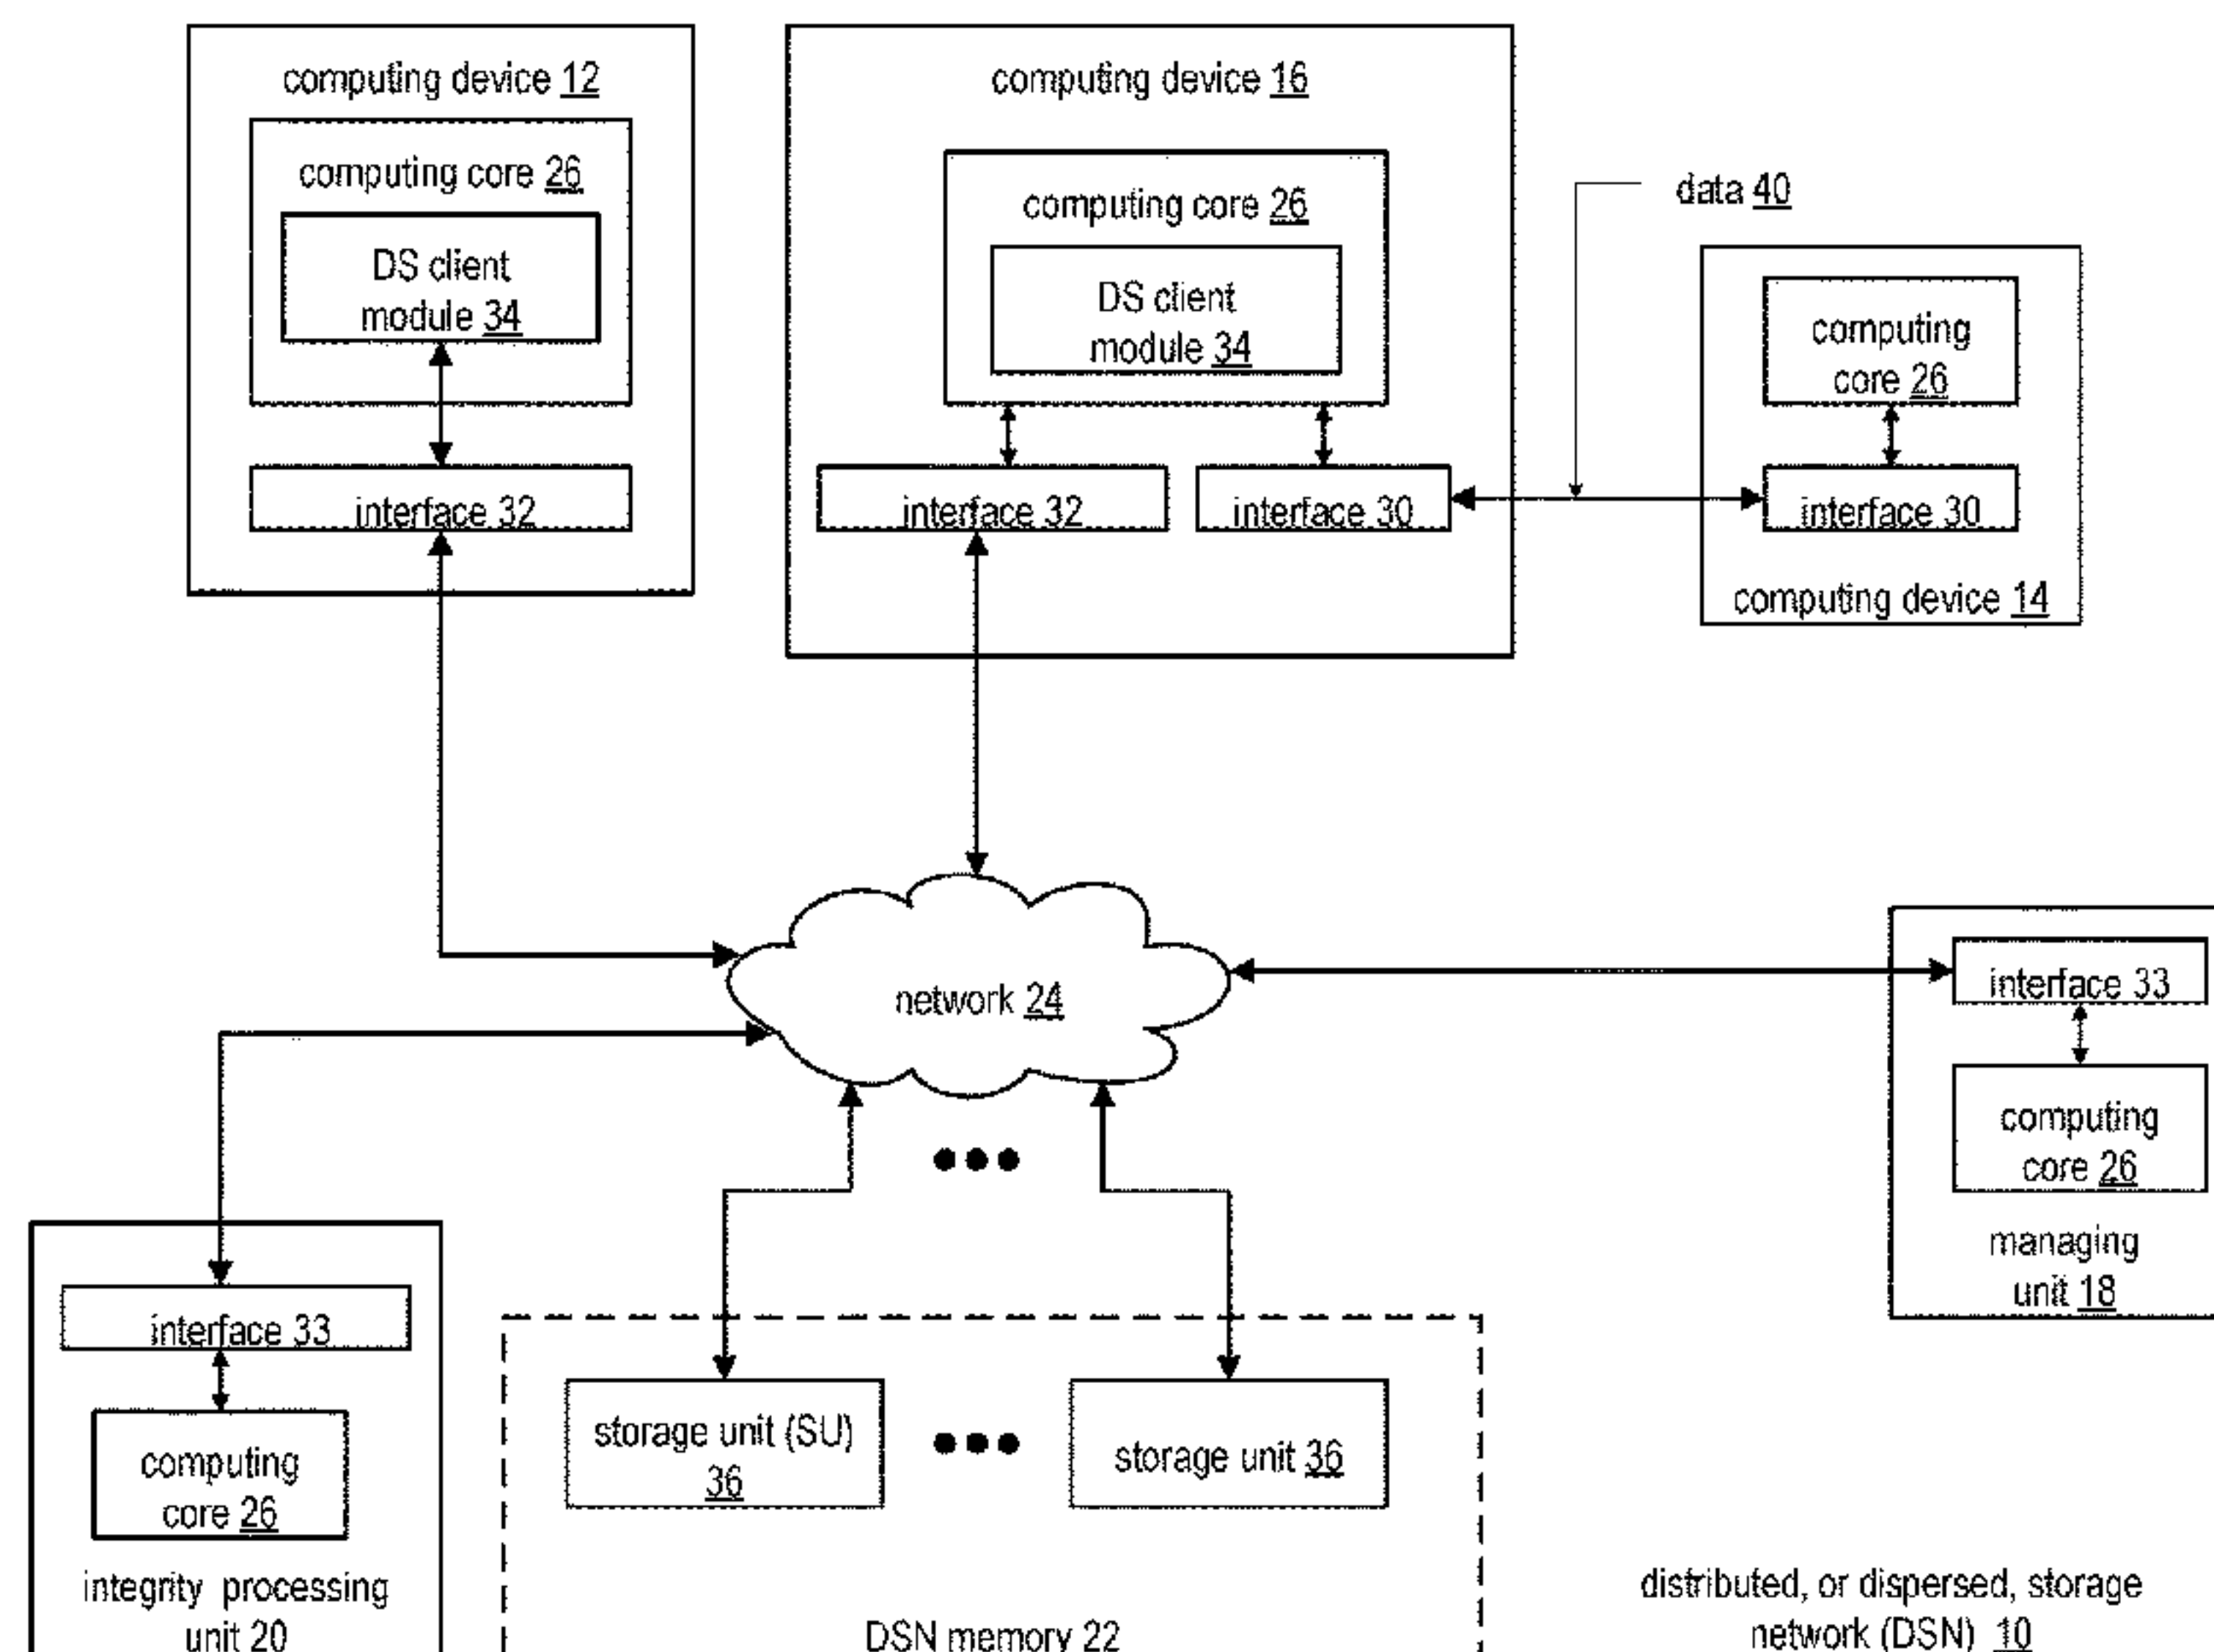 computing device 12
computing core 26
DS client
module 34
interface 32
computing device 16
computing core 26
DS client
module 34
interface 32
interface 30
data 40
computing
core 26
interface 30
computing device 14
network 24
interface 33
computing
core 26
managing
unit 18
interface 33
computing
core 26
integrity processing
unit 20
storage unit (SU)
36
storage unit 36
DSN memory 22
distributed, or dispersed, storage
network (DSN) 10